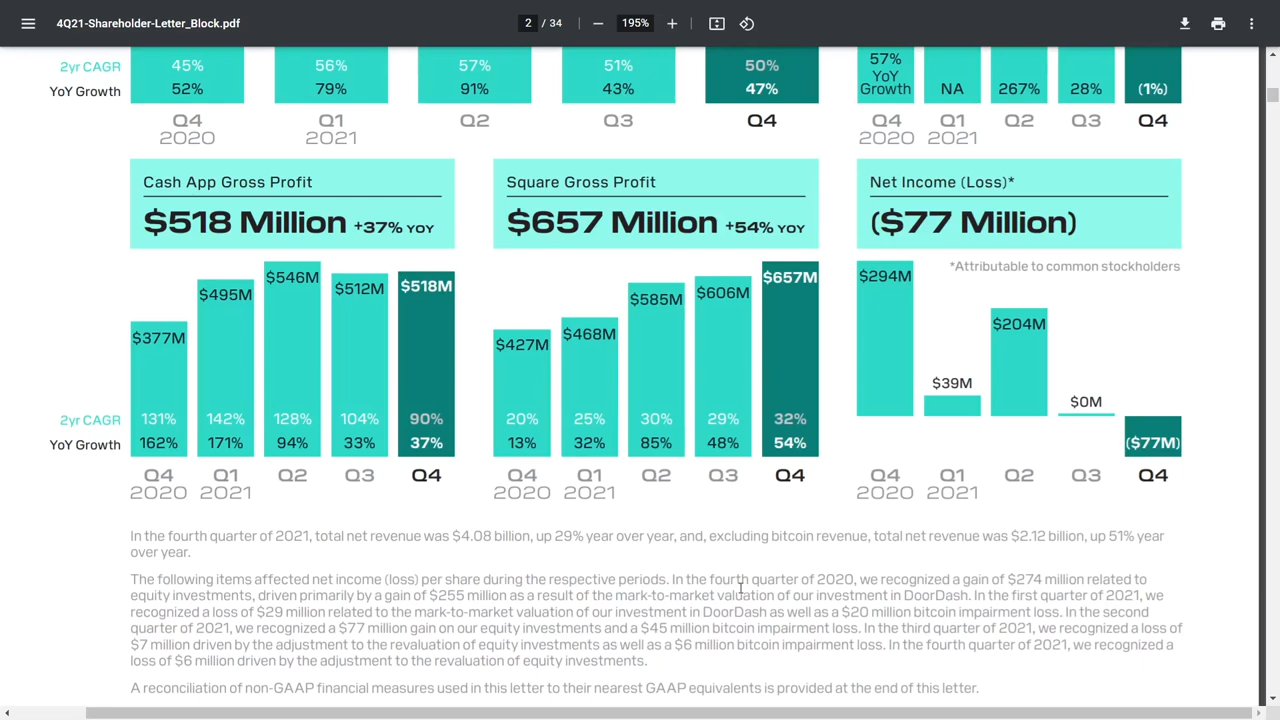 4Q21-Shareholder-Letter_Block.pdf
2 / 34
195%
2yr CAGR 45% 56% 57% 51% 50%
YoY Growth 52% 79% 91% 43% 47%
Q4 Q1 Q2 Q3 Q4
2020 2021
57%
YoY
Growth NA 267% 28% (1%)
Q4 Q1 Q2 Q3 Q4
2020 2021
Cash App Gross Profit
$518 Million +37% YOY
$377M $495M $546M $512M $518M
2yr CAGR 131% 142% 128% 104% 90%
YoY Growth 162% 171% 94% 33% 37%
Q4 Q1 Q2 Q3 Q4
2020 2021
Square Gross Profit
$657 Million +54% YOY
$427M $468M $585M $606M $657M
20% 25% 30% 29% 32%
13% 32% 85% 48% 54%
Q4 Q1 Q2 Q3 Q4
2020 2021
Net Income (Loss)*
($77 Million)
*Attributable to common stockholders
$294M $39M $204M $0M ($77M)
Q4 Q1 Q2 Q3 Q4
2020 2021
In the fourth quarter of 2021, total net revenue was $4.08 billion, up 29% year over year, and, excluding bitcoin revenue, total net revenue was $2.12 billion, up 51% year
over year.
The following items affected net income (loss) per share during the respective periods. In the fourth quarter of 2020, we recognized a gain of $274 million related to
equity investments, driven primarily by a gain of $255 million as a result of the mark-to-market valuation of our investment in DoorDash. In the first quarter of 2021, we
recognized a loss of $29 million related to the mark-to-market valuation of our investment in DoorDash as well as a $20 million bitcoin impairment loss. In the second
quarter of 2021, we recognized a $77 million gain on our equity investments and a $45 million bitcoin impairment loss. In the third quarter of 2021, we recognized a loss of
$7 million driven by the adjustment to the revaluation of equity investments as well as a $6 million bitcoin impairment loss. In the fourth quarter of 2021, we recognized a
loss of $6 million driven by the adjustment to the revaluation of equity investments.
A reconciliation of non-GAAP financial measures used in this letter to their nearest GAAP equivalents is provided at the end of this letter.